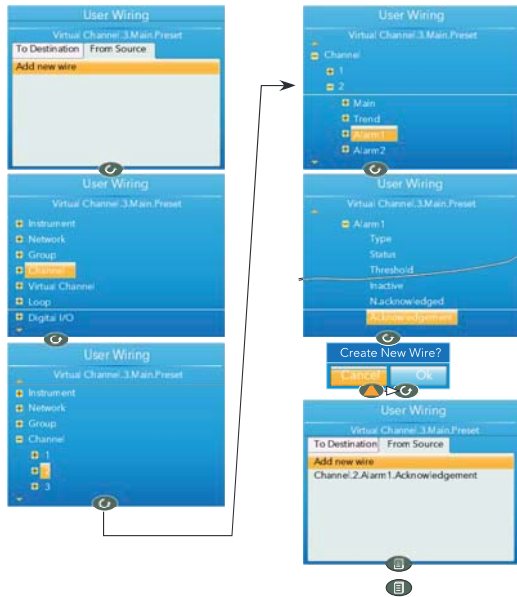 User Wiring
Virtual Channel.3.Main.Preset
To Destination From Source
Add new wire
User Wiring
Virtual Channel.3.Main.Preset
Instrument
Network
Group
Channel
Virtual Channel
Loop
Digital I/O
User Wiring
Virtual Channel.3.Main.Preset
Instrument
Network
Group
Channel
1
2
3
User Wiring
Virtual Channel.3.Main.Preset
Channel
1
2
Main
Trend
Alarm1
Alarm2
User Wiring
Virtual Channel.3.Main.Preset
Alarm1
Type
Status
Threshold
Inactive
N.acknowledged
Acknowledgement
Create New Wire?
Cancel Ok
User Wiring
Virtual Channel.3.Main.Preset
To Destination From Source
Add new wire
Channel.2.Alarm1.Acknowledgement